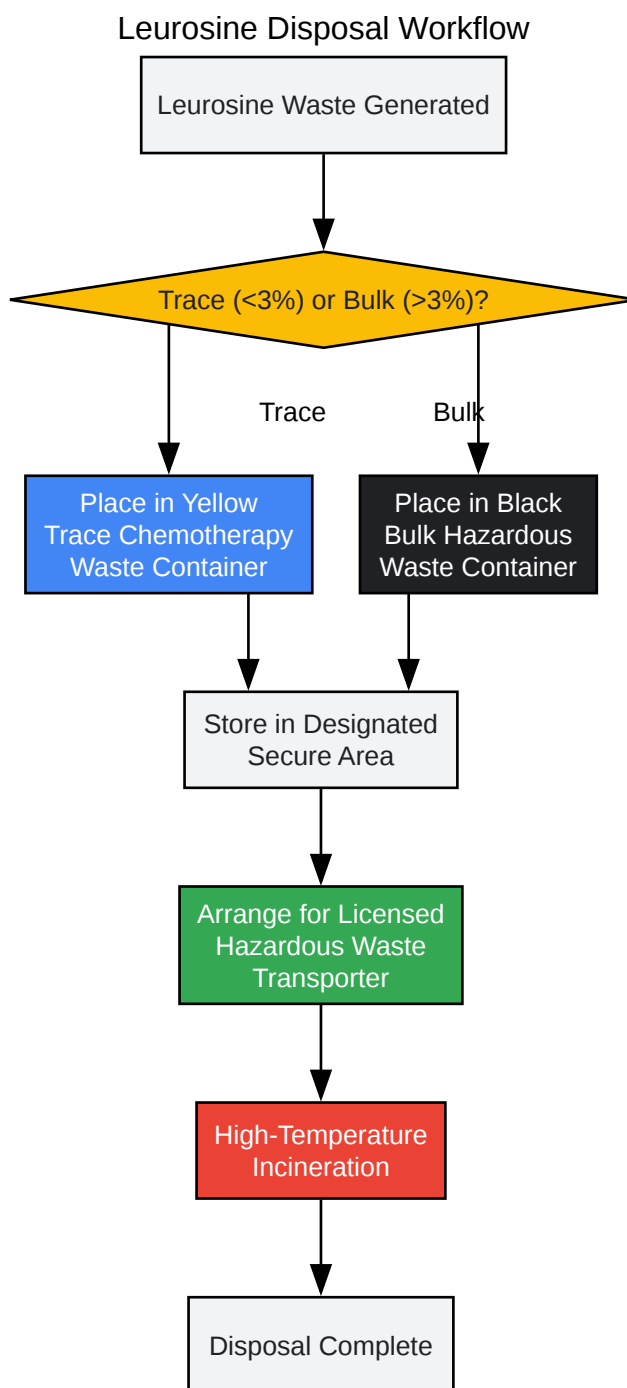 Leurosine Disposal Workflow
Leurosine Waste Generated
Trace (<3%) or Bulk (>3%)?
Trace
Bulk
Place in Yellow
Trace Chemotherapy
Waste Container
Place in Black
Bulk Hazardous
Waste Container
Store in Designated
Secure Area
Arrange for Licensed
Hazardous Waste
Transporter
High-Temperature
Incineration
Disposal Complete